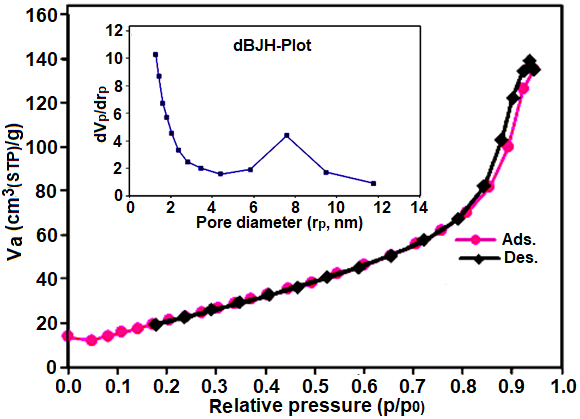 160
140
120
100
80
60
40
20
0
Va (cm³(STP)/g)
0.0 0.1 0.2 0.3 0.4 0.5 0.6 0.7 0.8 0.9 1.0
Relative pressure (p/p0)
dBJH-Plot
12
10
8
6
4
2
0
dVp/drp
0 2 4 6 8 10 12 14
Pore diameter (rp, nm)
Ads.
Des.